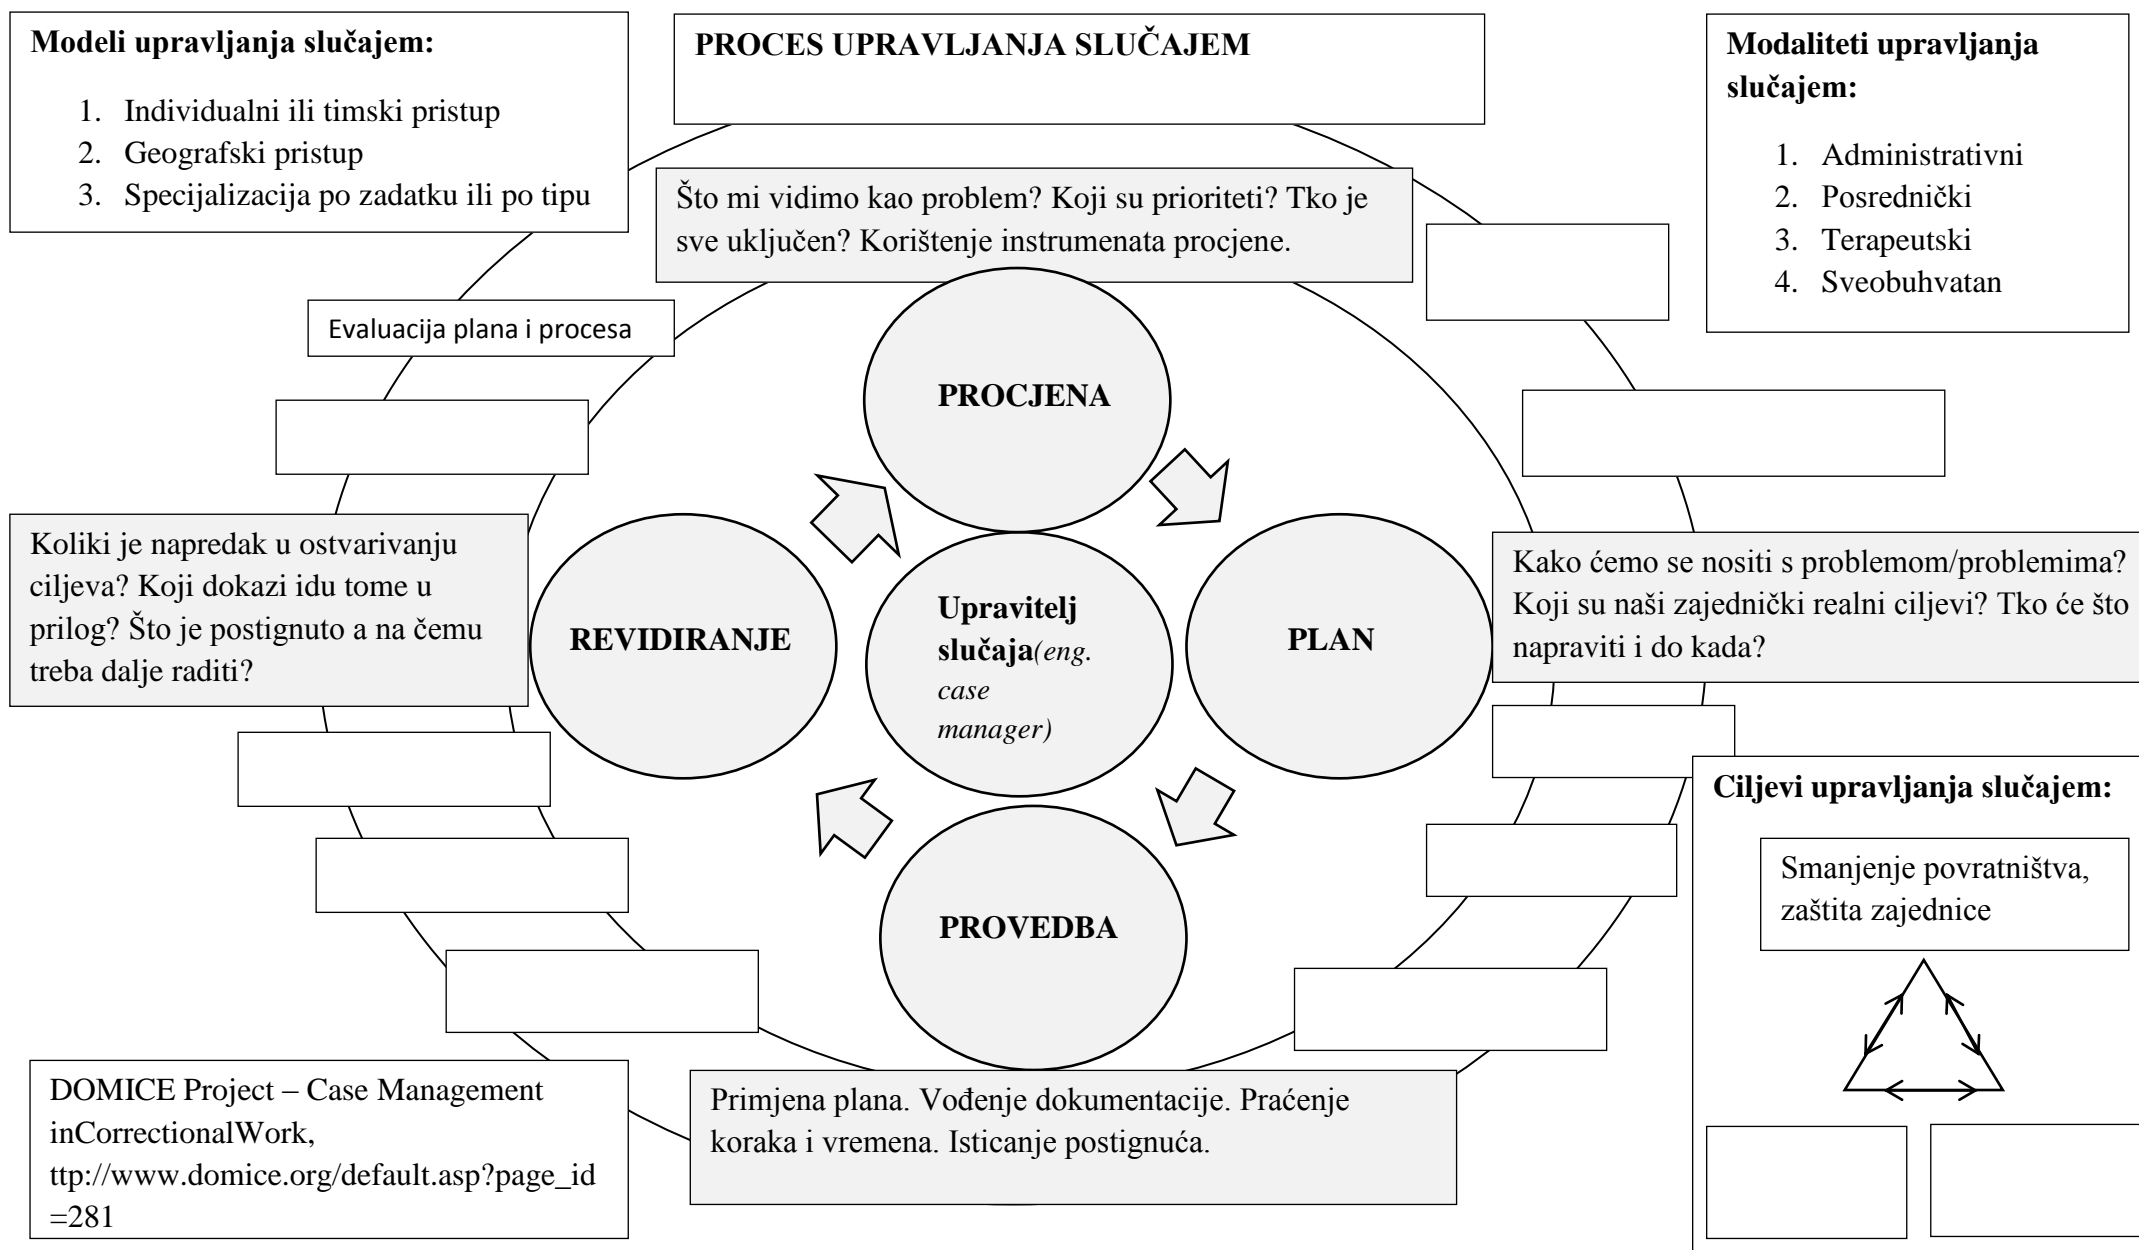 Modeli upravljanja slučajem:
1. Individualni ili timski pristup
2. Geografski pristup
3. Specijalizacija po zadatku ili po tipu
PROCES UPRAVLJANJA SLUČAJEM
Modaliteti upravljanja
slučajem:
1. Administrativni
2. Posrednički
3. Terapeutski
4. Sveobuhvatan
Što mi vidimo kao problem? Koji su prioriteti? Tko je
sve uključen? Korištenje instrumenata procjene.
Evaluacija plana i procesa
PROCJENA
Koliki je napredak u ostvarivanju
ciljeva? Koji dokazi idu tome u
prilog? Što je postignuto a na čemu
treba dalje raditi?
REVIDIRANJE
Upravitelj
slučaja(eng.
case
manager)
PLAN
Kako ćemo se nositi s problemom/problemima?
Koji su naši zajednički realni ciljevi? Tko će što
napraviti i do kada?
PROVEDBA
Ciljevi upravljanja slučajem:
Smanjenje povratništva,
zaštita zajednice
DOMICE Project – Case Management
inCorrectionalWork,
ttp://www.domice.org/default.asp?page_id
=281
Primjena plana. Vođenje dokumentacije. Praćenje
koraka i vremena. Isticanje postignuća.